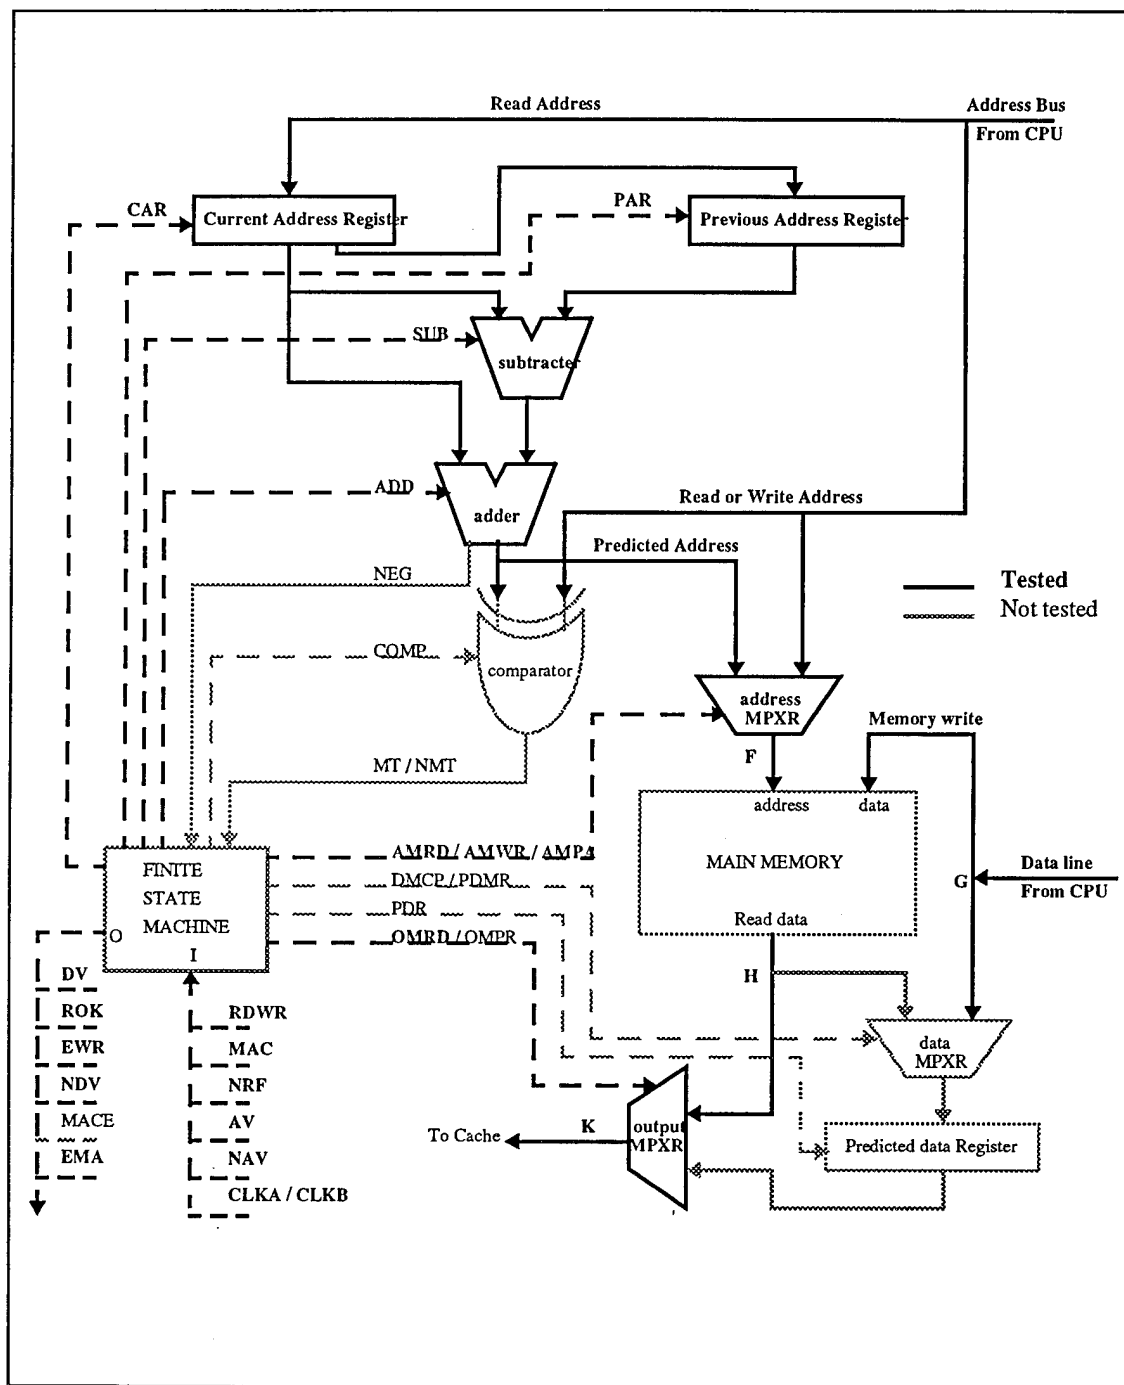 Read Address
Address Bus
From CPU
CAR
Current Address Register
PAR
Previous Address Register
SUB
subtracter
ADD
adder
Read or Write Address
Predicted Address
NEG
Tested
Not tested
COMP
comparator
address
MPXR
Memory write
F
MT / NMT
address
data
MAIN MEMORY
Read data
FINITE
STATE
MACHINE
O
I
AMRD / AMWR / AMPA
DMCP / PDMR
PDR
OMRD / OMPR
G
Data line
From CPU
H
DV
ROK
EWR
NDV
MACE
EMA
RDWR
MAC
NRF
AV
NAV
CLKA / CLKB
data
MPXR
To Cache
K
output
MPXR
Predicted data Register